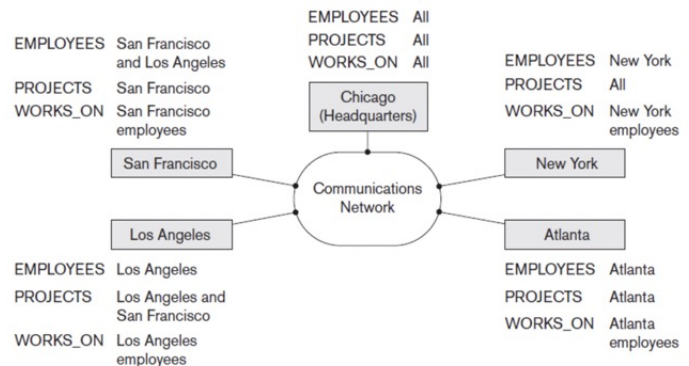 EMPLOYEES All
PROJECTS All
WORKS_ON All
Chicago
(Headquarters)
EMPLOYEES San Francisco
and Los Angeles
PROJECTS San Francisco
WORKS_ON San Francisco
employees
San Francisco
EMPLOYEES New York
PROJECTS All
WORKS_ON New York
employees
New York
Communications
Network
Los Angeles
EMPLOYEES Los Angeles
PROJECTS Los Angeles and
San Francisco
WORKS_ON Los Angeles
employees
Atlanta
EMPLOYEES Atlanta
PROJECTS Atlanta
WORKS_ON Atlanta
employees